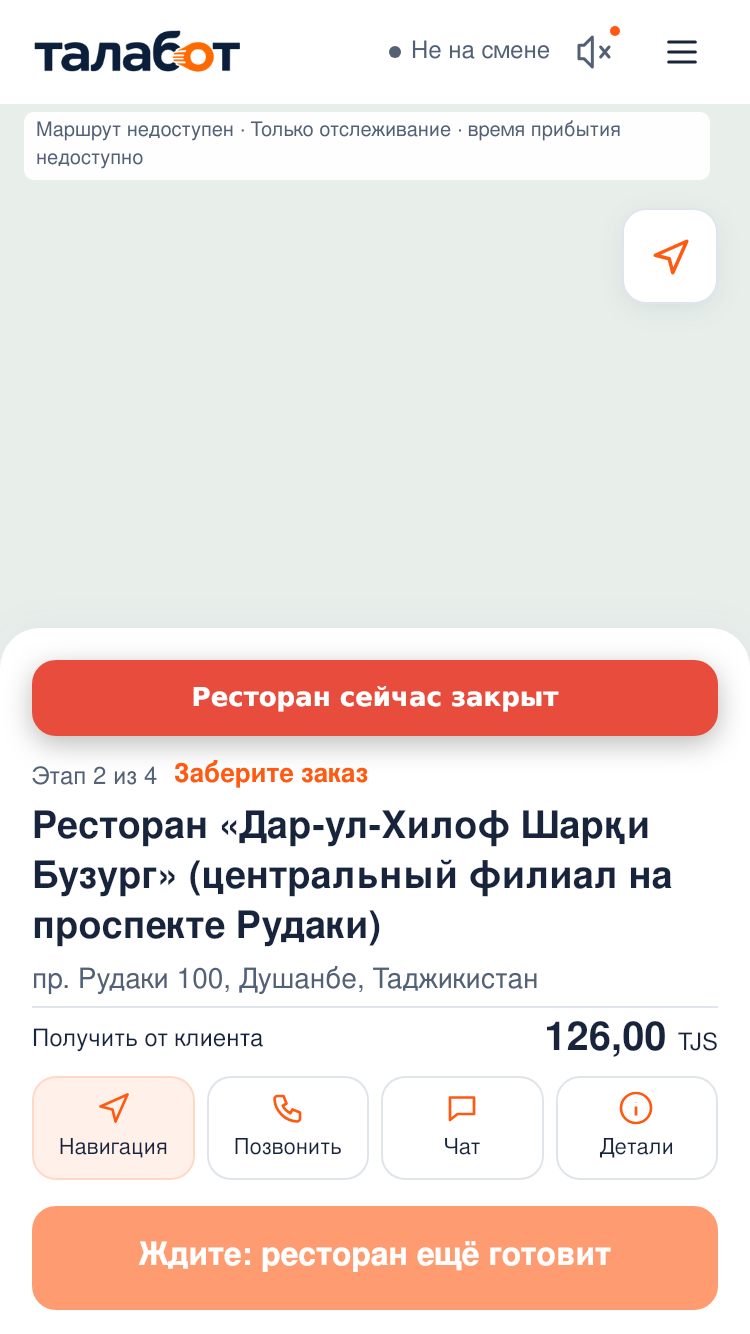 талабот
Не на смене
Маршрут недоступен · Только отслеживание · время прибытия
недоступно
Ресторан сейчас закрыт
Этап 2 из 4 Заберите заказ
Ресторан «Дар-ул-Хилоф Шарқи
Бузург» (центральный филиал на
проспекте Рудаки)
пр. Рудаки 100, Душанбе, Таджикистан
Получить от клиента 126,00 TJS
Навигация Позвонить Чат Детали
Ждите: ресторан ещё готовит